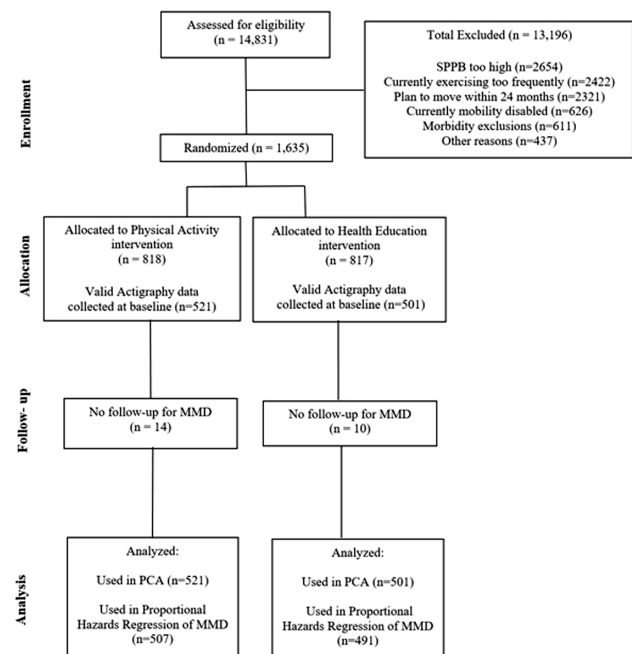 Assessed for eligibility
(n = 14,831)
Total Excluded (n = 13,196)
SPPB too high (n=2654)
Currently exercising too frequently (n=2422)
Plan to move within 24 months (n=2321)
Currently mobility disabled (n=626)
Morbidity exclusions (n=611)
Other reasons (n=437)
Enrollment
Randomized (n = 1,635)
Allocation
Allocated to Physical Activity
intervention
(n = 818)
Valid Actigraphy data
collected at baseline (n=521)
Allocated to Health Education
intervention
(n = 817)
Valid Actigraphy data
collected at baseline (n=501)
Follow- up
No follow-up for MMD
(n = 14)
No follow-up for MMD
(n = 10)
Analysis
Analyzed:
Used in PCA (n=521)
Used in Proportional
Hazards Regression of MMD
(n=507)
Analyzed:
Used in PCA (n=501)
Used in Proportional
Hazards Regression of MMD
(n=491)